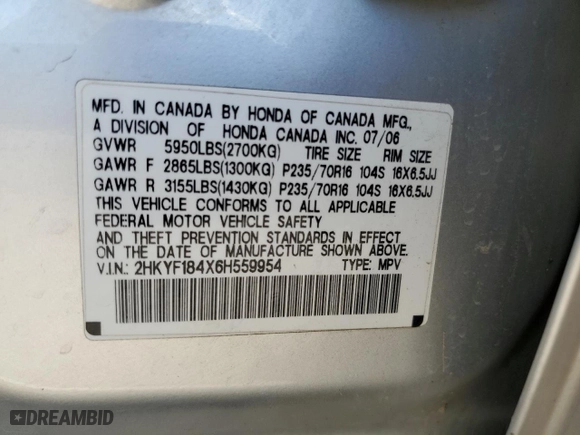 MFD. IN CANADA BY HONDA OF CANADA MFG.,
A DIVISION OF HONDA CANADA INC. 07/06
GVWR 5950LBS(2700KG) TIRE SIZE RIM SIZE
GAWR F 2865LBS(1300KG) P235/70R16 104S 16X6.5JJ
GAWR R 3155LBS(1430KG) P235/70R16 104S 16X6.5JJ
THIS VEHICLE CONFORMS TO ALL APPLICABLE
FEDERAL MOTOR VEHICLE SAFETY
AND THEFT PREVENTION STANDARDS IN EFFECT
ON THE DATE OF MANUFACTURE SHOWN ABOVE.
V.I.N.: 2HKYF184X6H559954 TYPE: MPV
DREAMBID